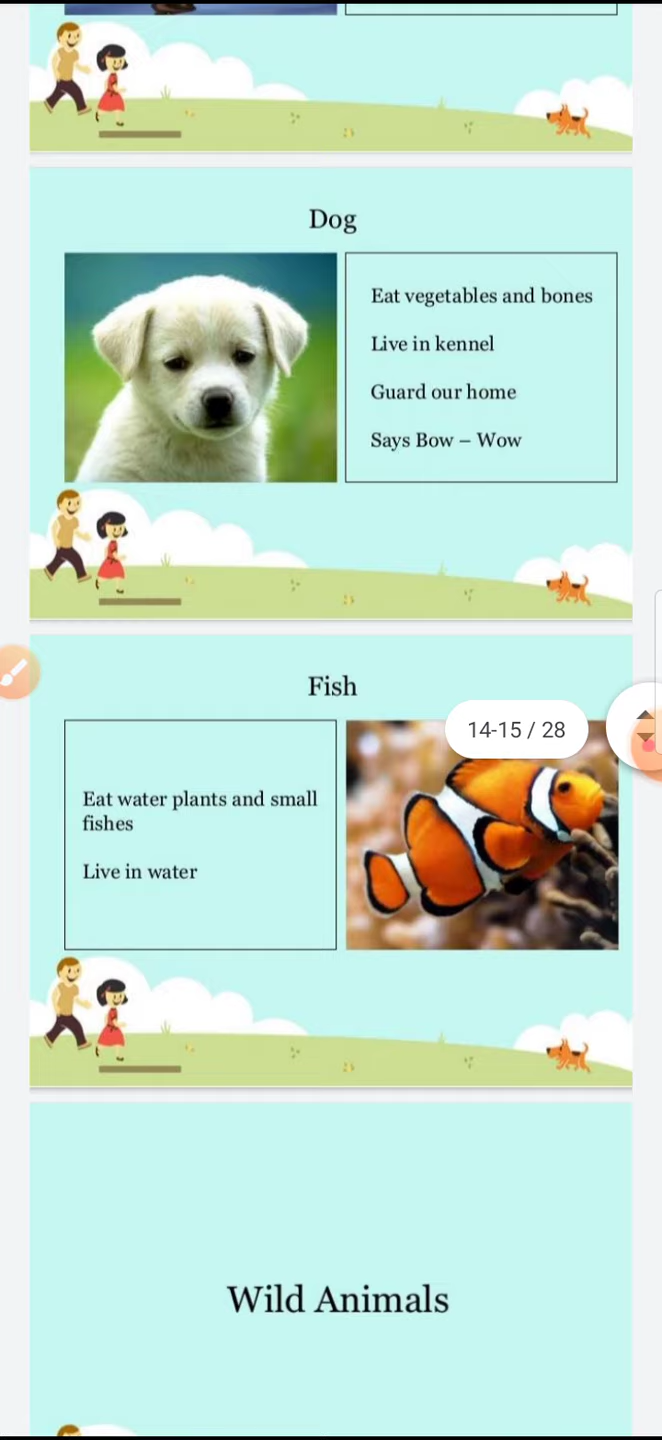 Dog
Eat vegetables and bones
Live in kennel
Guard our home
Says Bow – Wow
Fish
14-15 / 28
Eat water plants and small
fishes
Live in water
Wild Animals